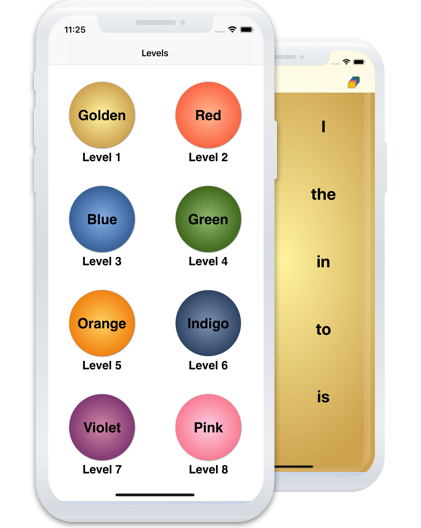 11:25
Levels
Golden Red
Level 1 Level 2
Blue Green
Level 3 Level 4
Orange Indigo
Level 5 Level 6
Violet Pink
Level 7 Level 8
I
the
in
to
is